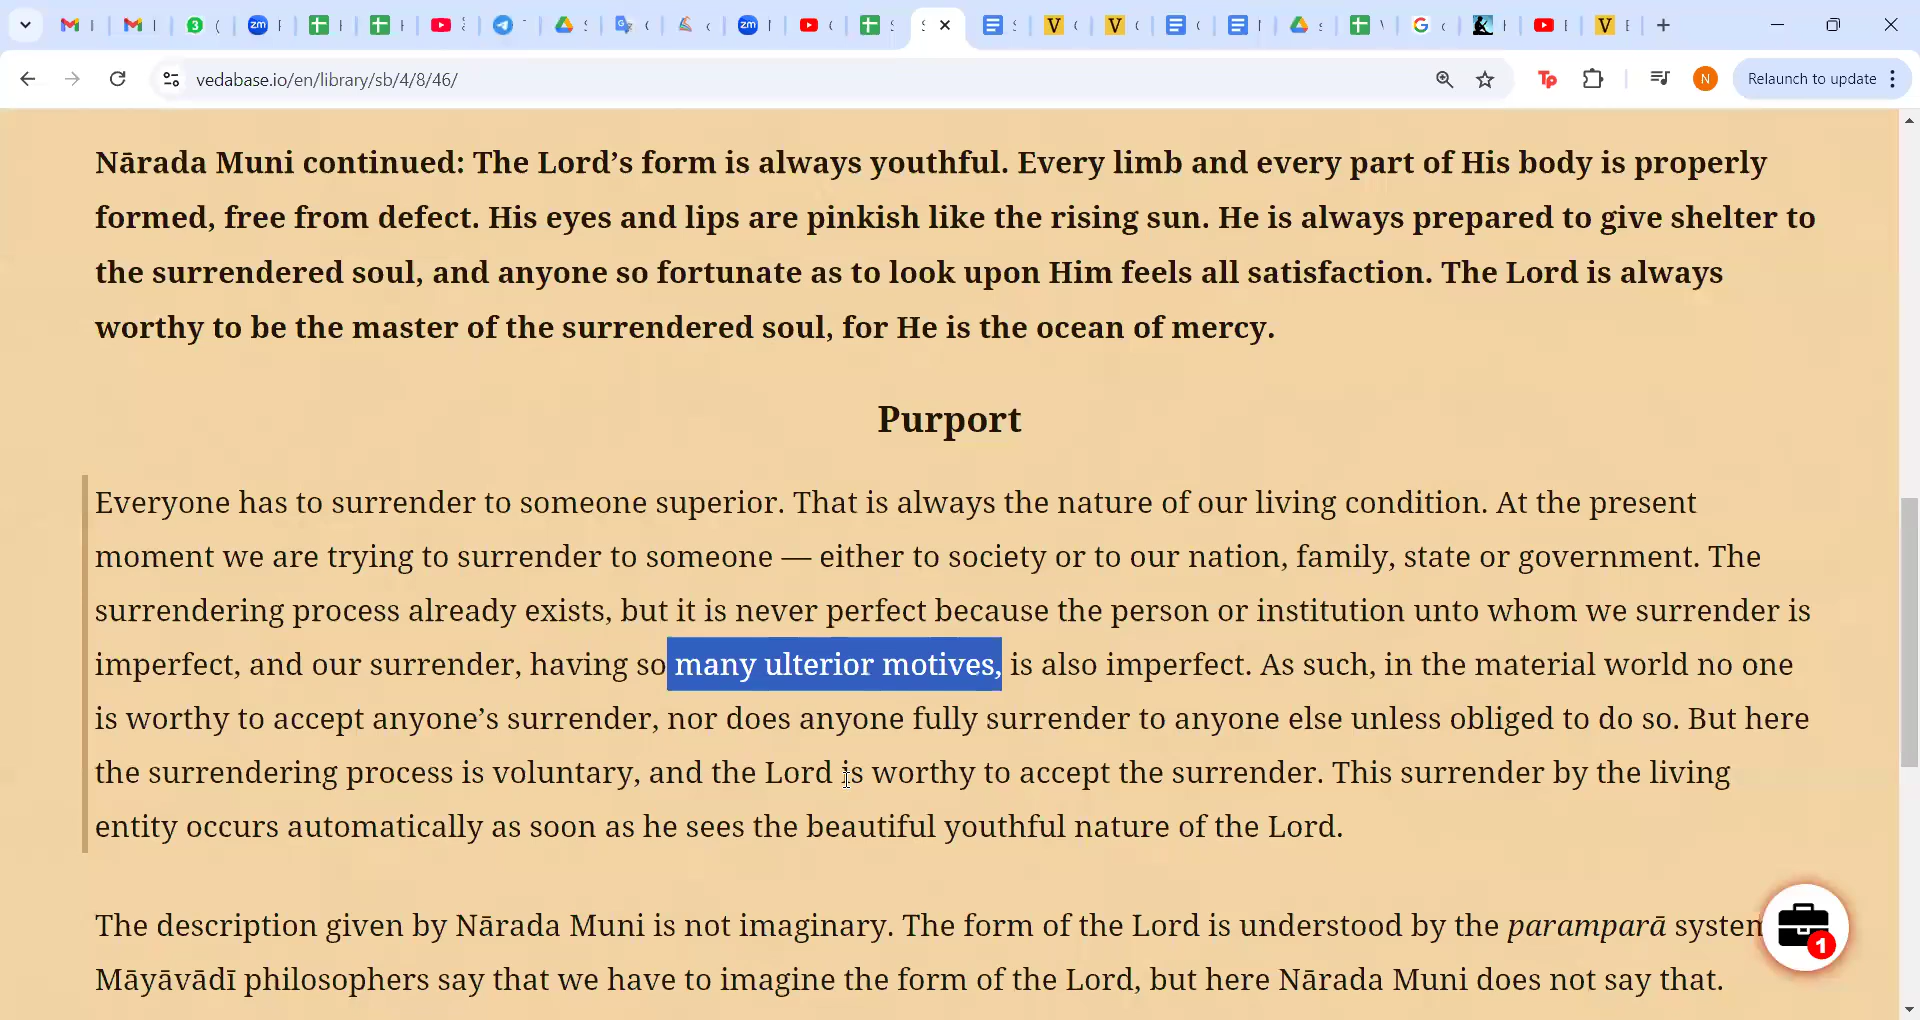 vedabase.io/en/library/sb/4/8/46/
Relaunch to update
Nārada Muni continued: The Lord’s form is always youthful. Every limb and every part of His body is properly
formed, free from defect. His eyes and lips are pinkish like the rising sun. He is always prepared to give shelter to
the surrendered soul, and anyone so fortunate as to look upon Him feels all satisfaction. The Lord is always
worthy to be the master of the surrendered soul, for He is the ocean of mercy.
Purport
Everyone has to surrender to someone superior. That is always the nature of our living condition. At the present
moment we are trying to surrender to someone — either to society or to our nation, family, state or government. The
surrendering process already exists, but it is never perfect because the person or institution unto whom we surrender is
imperfect, and our surrender, having so many ulterior motives, is also imperfect. As such, in the material world no one
is worthy to accept anyone’s surrender, nor does anyone fully surrender to anyone else unless obliged to do so. But here
the surrendering process is voluntary, and the Lord is worthy to accept the surrender. This surrender by the living
entity occurs automatically as soon as he sees the beautiful youthful nature of the Lord.
The description given by Nārada Muni is not imaginary. The form of the Lord is understood by the paramparā system
Māyāvādī philosophers say that we have to imagine the form of the Lord, but here Nārada Muni does not say that.
1